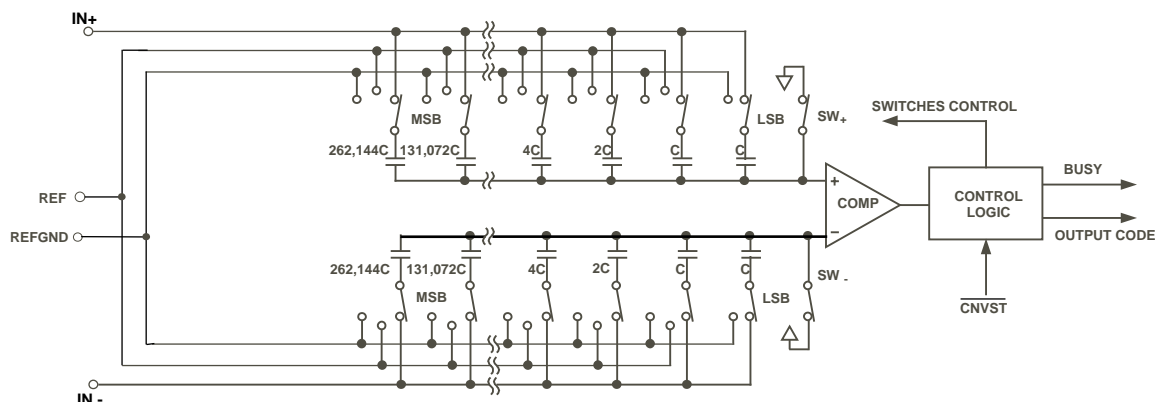 IN+
MSB
LSB
SW+
SWITCHES CONTROL
262,144C 131,072C 4C 2C C C
BUSY
REF
+
COMP
CONTROL
LOGIC
REFGND
−
OUTPUT CODE
262,144C 131,072C 4C 2C C C
SW -
MSB
LSB
CNVST
IN -